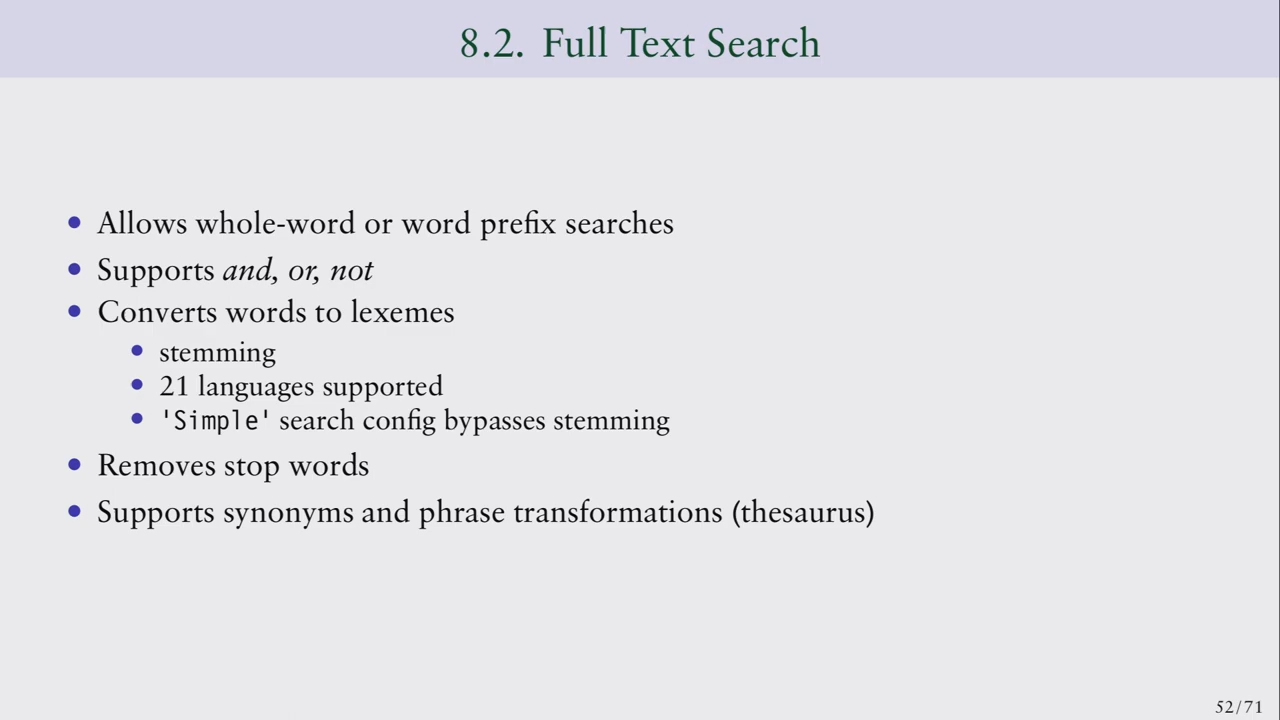 8.2. Full Text Search
• Allows whole-word or word prefix searches
• Supports and, or, not
• Converts words to lexemes
• stemming
• 21 languages supported
• 'Simple' search config bypasses stemming
• Removes stop words
• Supports synonyms and phrase transformations (thesaurus)
52/71